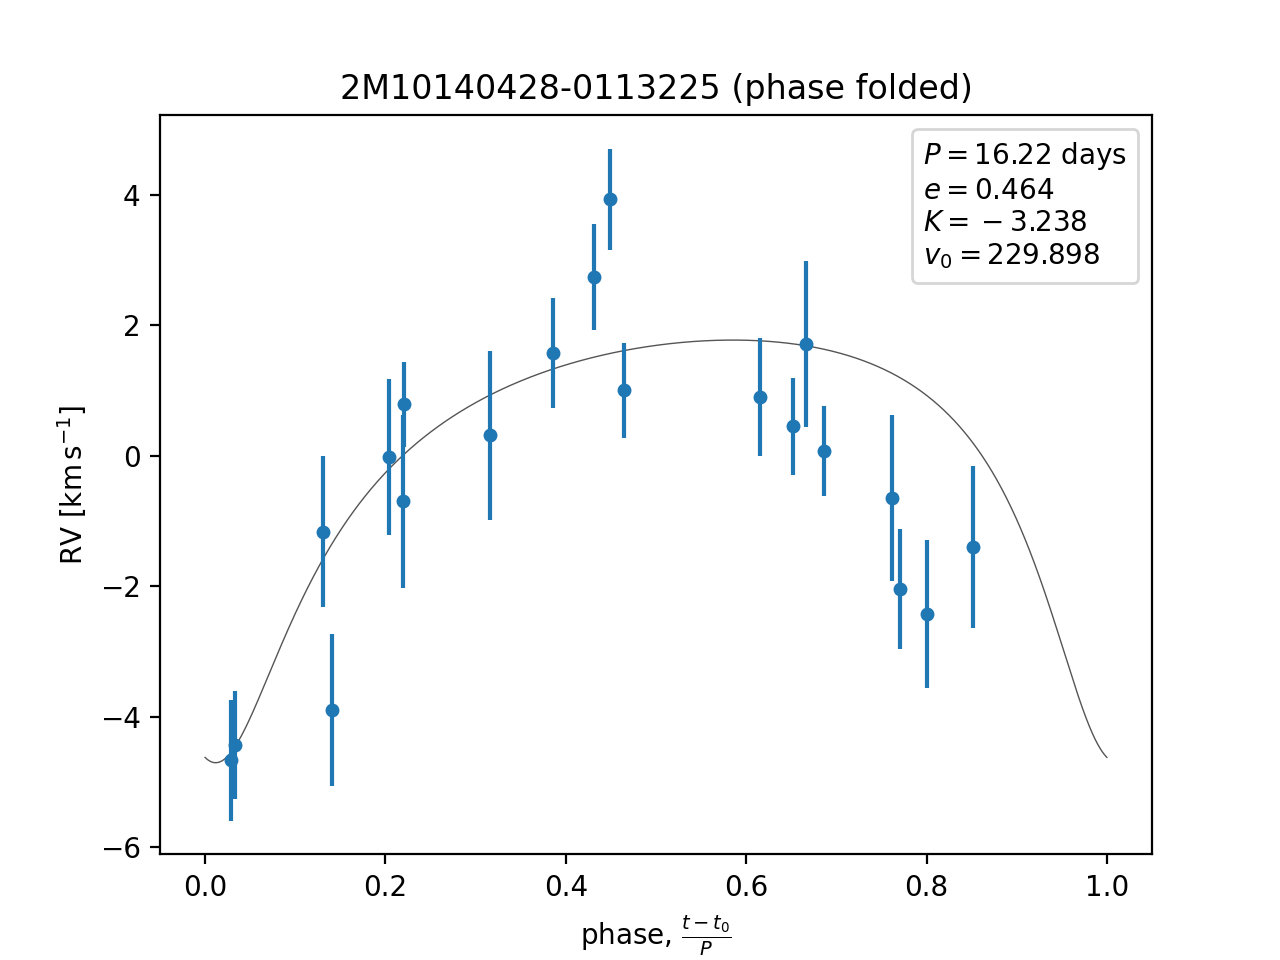 2M10140428-0113225 (phase folded)
P = 16.22 days
e = 0.464
K = −3.238
v₀ = 229.898
4
2
0
−2
−4
−6
RV [km s⁻¹]
0.0 0.2 0.4 0.6 0.8 1.0
phase, (t − t₀)/P